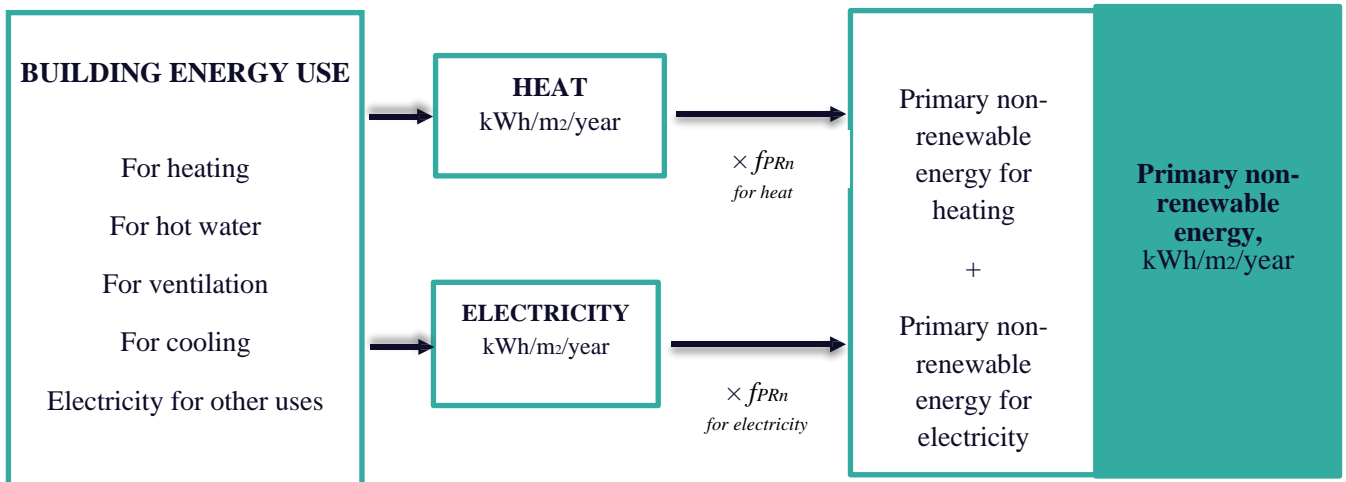 BUILDING ENERGY USE
For heating
For hot water
For ventilation
For cooling
Electricity for other uses
HEAT
kWh/m2/year
× fPRn
for heat
ELECTRICITY
kWh/m2/year
× fPRn
for electricity
Primary non-
renewable
energy for
heating
+
Primary non-
renewable
energy for
electricity
Primary non-
renewable
energy,
kWh/m2/year